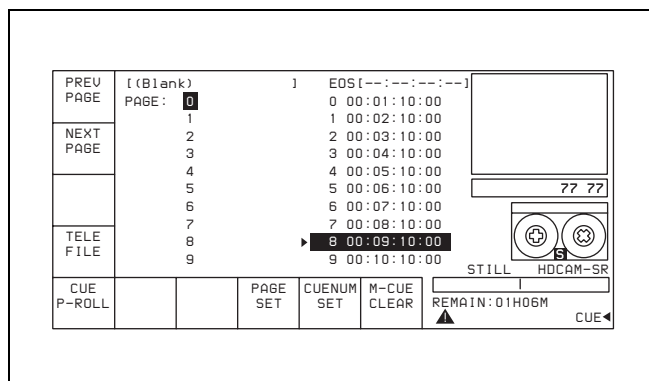 PREV PAGE
NEXT PAGE
TELE FILE
[(Blank) ] EOS[--:--:--:--]
PAGE: 0 0 00:01:10:00
1 1 00:02:10:00
2 2 00:03:10:00
3 3 00:04:10:00
4 4 00:05:10:00
5 5 00:06:10:00
6 6 00:07:10:00
7 7 00:08:10:00
8 8 00:09:10:00
9 9 00:10:10:00
77 77
S
STILL HDCAM-SR
CUE P-ROLL
PAGE SET
CUENUM SET
M-CUE CLEAR
REMAIN:01H06M
CUE